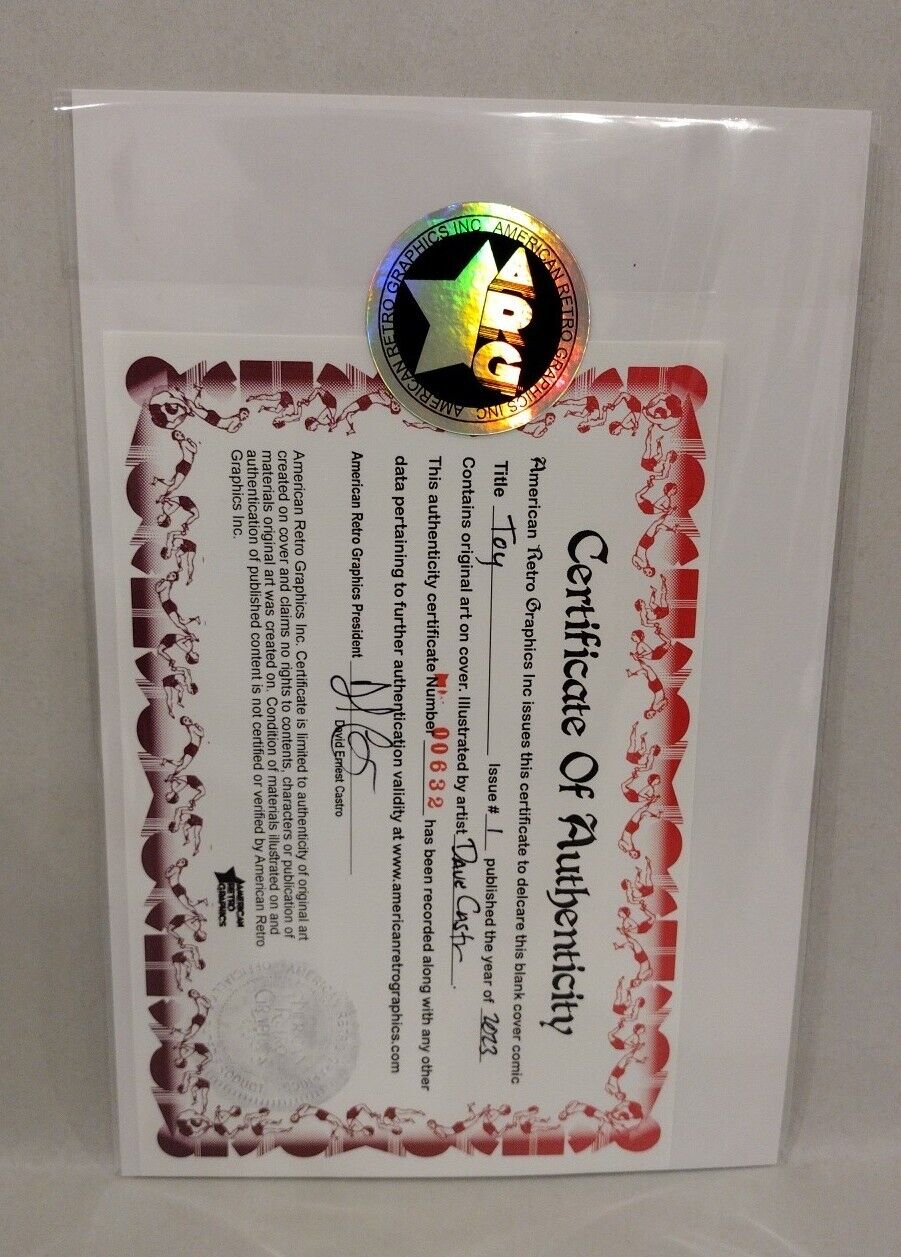 AMERICAN RETRO GRAPHICS INC. AMERICAN RETRO GRAPHICS INC.
ARG
Certificate Of Authenticity
American Retro Graphics Inc issues this certificate to delcare this blank cover comic
Title Toy Issue # 1 published the year of 2023
Contains original art on cover. Illustrated by artist Dave Castr.
This authenticity certificate Number 00632 has been recorded along with any other
data pertaining to further authentication validity at www.americanretrographics.com
American Retro Graphics President
David Ernest Castro
American Retro Graphics Inc. Certificate is limited to authenticity of original art
created on cover and claims no rights to contents, characters or publication of
materials original art was created on. Condition of materials illustrated on and
authentication of published content is not certified or verified by American Retro
Graphics Inc.
AMERICAN
RETRO
GRAPHICS